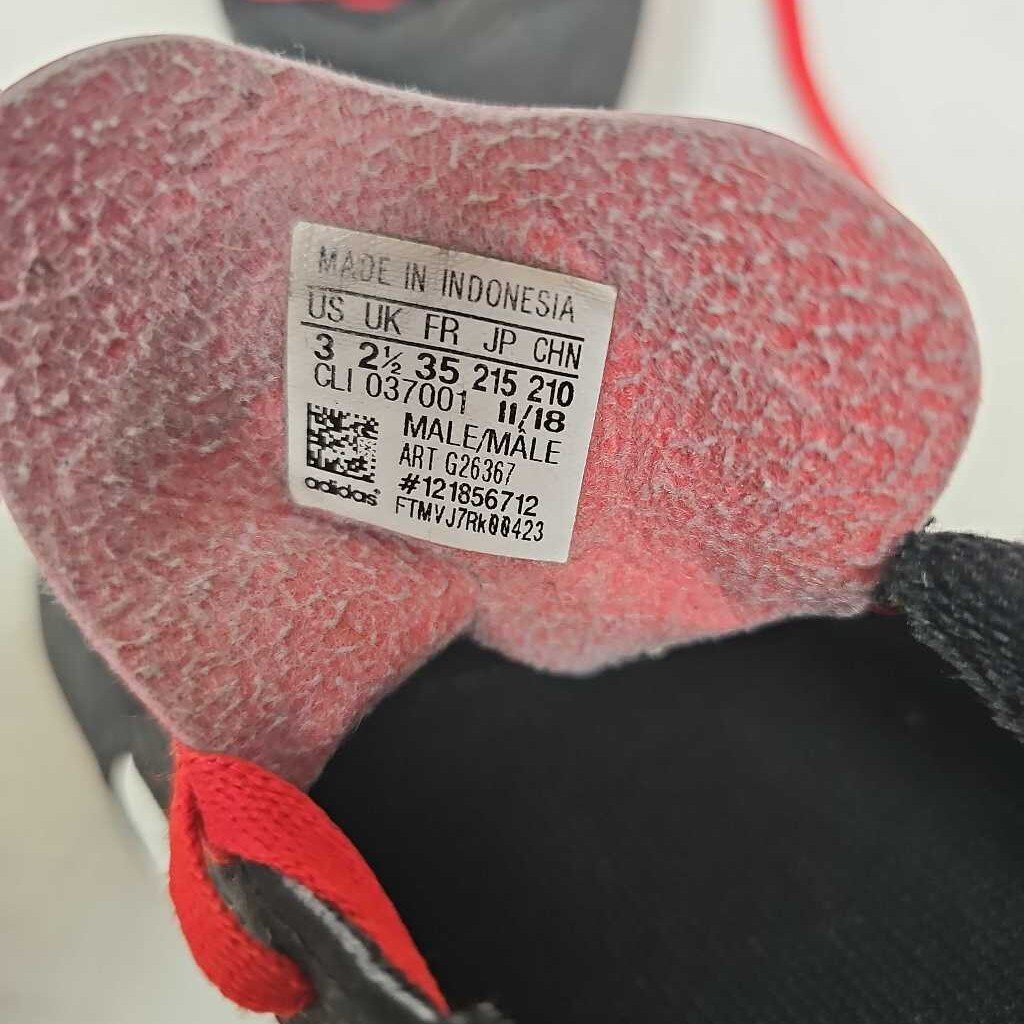 MADE IN INDONESIA
US UK FR JP CHN
3 2½ 35 215 210
CLI 037001 11/18
MALE/MÂLE
ART G26367
#121856712
adidas
FTMVJ7Rk00423